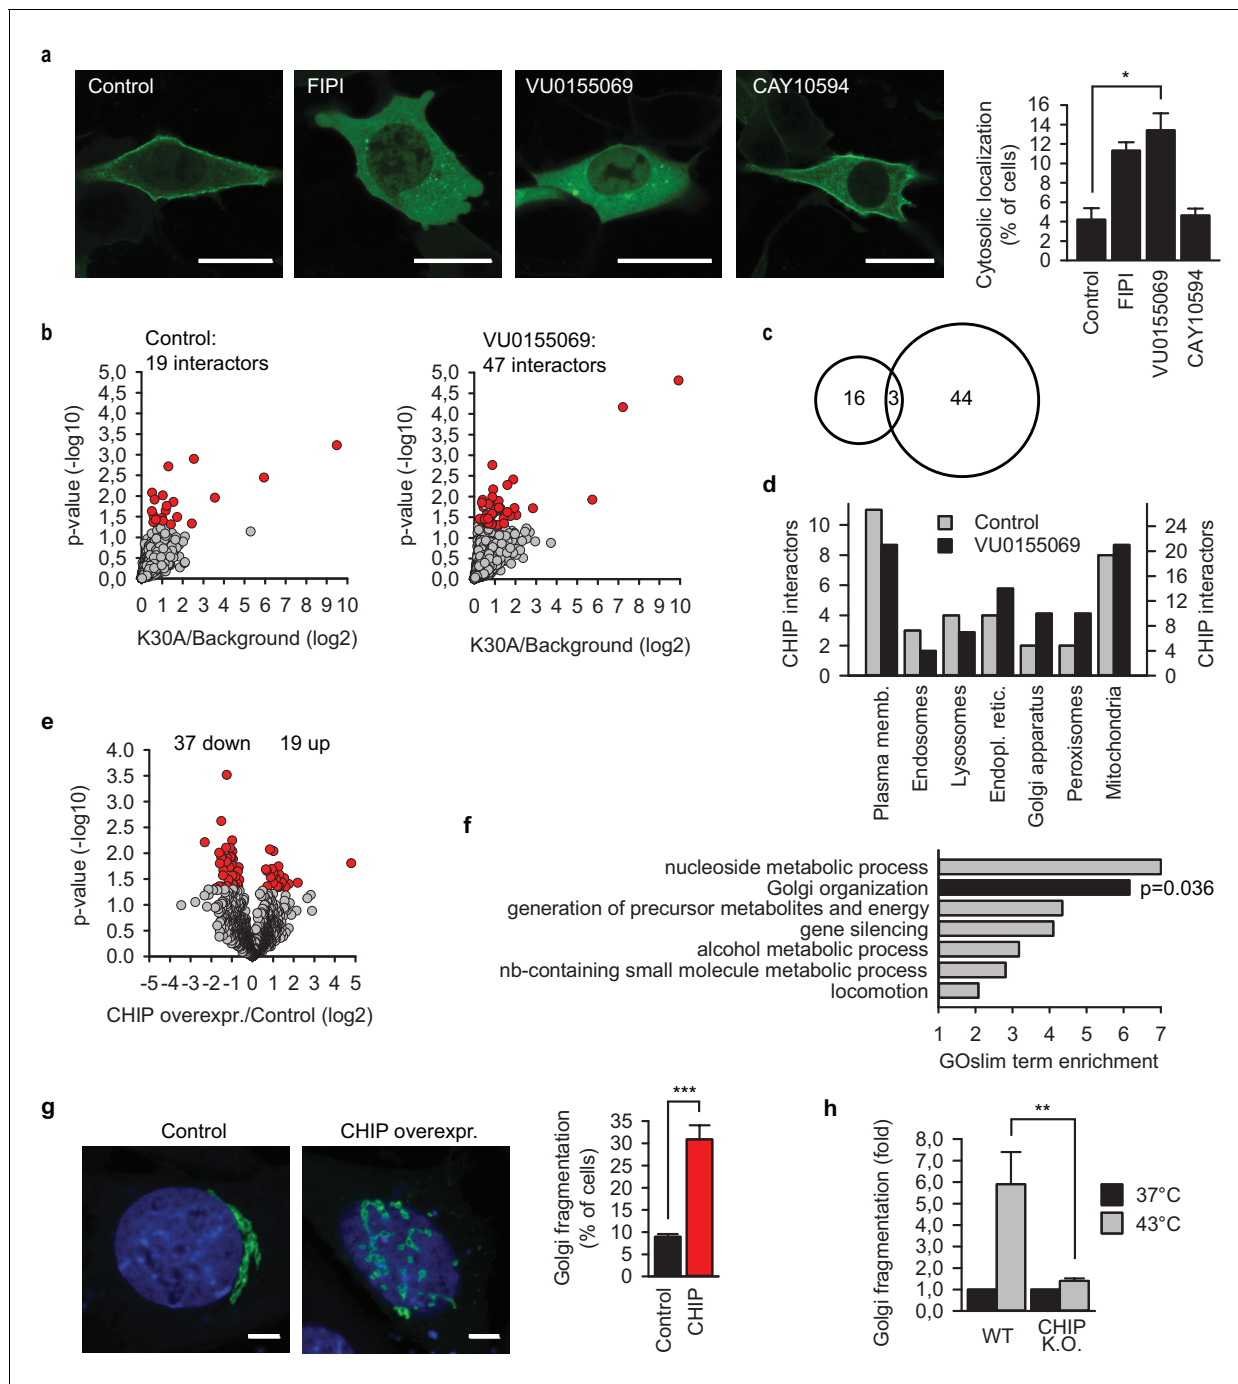 a
Control
FIPI
VU0155069
CAY10594
*
Cytosolic localization
(% of cells)
16
14
12
10
8
6
4
2
0
Control
FIPI
VU0155069
CAY10594
b
Control:
19 interactors
p-value (-log10)
5,0
4,5
4,0
3,5
3,0
2,5
2,0
1,5
1,0
0,5
0,0
0 1 2 3 4 5 6 7 8 9 10
K30A/Background (log2)
VU0155069:
47 interactors
p-value (-log10)
5,0
4,5
4,0
3,5
3,0
2,5
2,0
1,5
1,0
0,5
0,0
0 1 2 3 4 5 6 7 8 9 10
K30A/Background (log2)
c
16
3
44
d
Control
VU0155069
CHIP interactors
10
8
6
4
2
0
24
20
16
12
8
4
0
CHIP interactors
Plasma memb.
Endosomes
Lysosomes
Endopl. retic.
Golgi apparatus
Peroxisomes
Mitochondria
e
37 down
19 up
p-value (-log10)
4.0
3.5
3.0
2.5
2.0
1.5
1.0
0.5
0.0
-5 -4 -3 -2 -1 0 1 2 3 4 5
CHIP overexpr./Control (log2)
f
nucleoside metabolic process
Golgi organization
p=0.036
generation of precursor metabolites and energy
gene silencing
alcohol metabolic process
nb-containing small molecule metabolic process
locomotion
1 2 3 4 5 6 7
GOslim term enrichment
g
Control
CHIP overexpr.
***
Golgi fragmentation
(% of cells)
35
30
25
20
15
10
5
0
Control
CHIP
h
**
Golgi fragmentation (fold)
8,0
7,0
6,0
5,0
4,0
3,0
2,0
1,0
0,0
WT
CHIP
K.O.
37°C
43°C